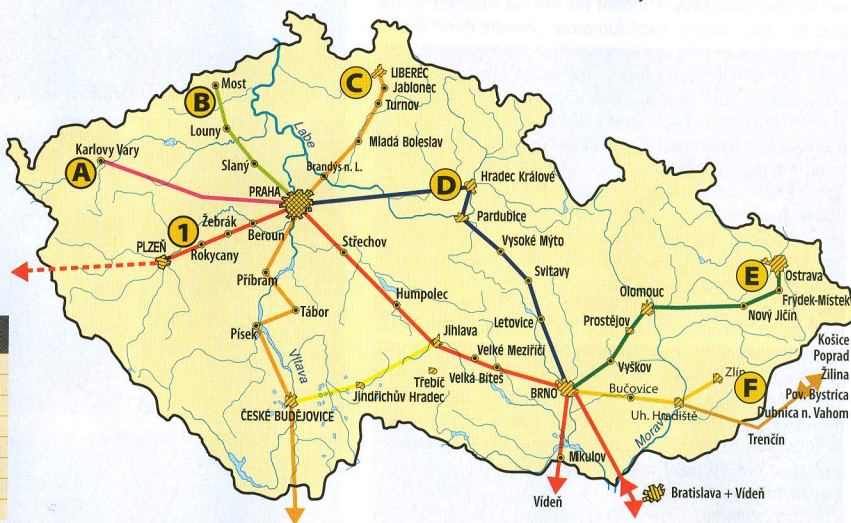 Most
B
Louny
Slaný
Karlovy Vary
A
C
LIBEREC
Jablonec
Turnov
Mladá Boleslav
Labe
Brandýs n. L.
PRAHA
D
Hradec Králové
Pardubice
1
Žebrák
Beroun
PLZEŇ
Rokycany
Střechov
Vysoké Mýto
Svitavy
Příbram
Humpolec
Tábor
Písek
Vltava
Letovice
Olomouc
E
Ostrava
Frýdek-Místek
Nový Jičín
Prostějov
Vyškov
Jihlava
Velké Meziříčí
Třebíč
Velká Bíteš
Jindřichův Hradec
ČESKÉ BUDĚJOVICE
BRNO
Bučovice
Zlín
F
Uh. Hradiště
Morava
Košice
Poprad
Žilina
Pov. Bystrica
Dubnica n. Vahom
Trenčín
Mikulov
Vídeň
Bratislava + Vídeň